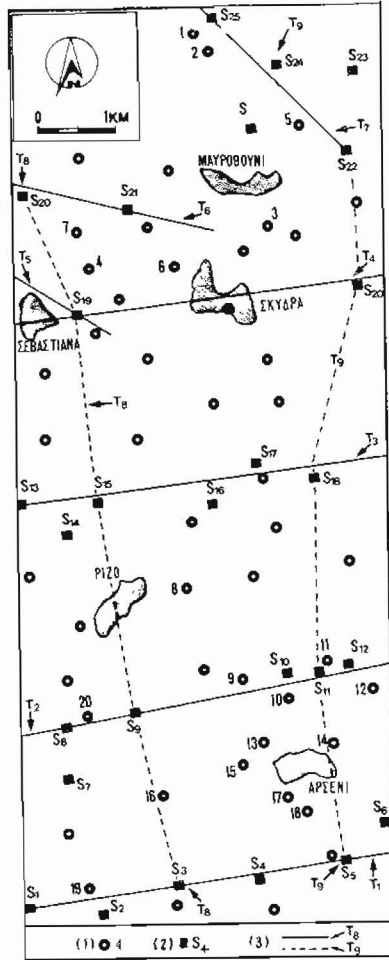 S25
1
2
T9
S24
S23
0 1KM
S
5
T7
ΜΑΥΡΟΒΟΥΝΙ
S22
T8
S20
S21
T6
7
3
T5
4
6
T4
S19
ΣΚΥΔΡΑ
S20
ΣΕΒΑΣΤΙΑΝΑ
T8
T9
S17
T3
S13
S15
S16
S18
S14
ΡΙΖΟ
8
11
S12
S10
9
S11
10
12
T2
20
S8
S9
13
14
S7
15
ΑΡΣΕΝΙ
16
17
18
S6
S3
S4
T1
S1
19
T9
S5
S2
T8
(1) 4 (2) S4 (3) T8
T9